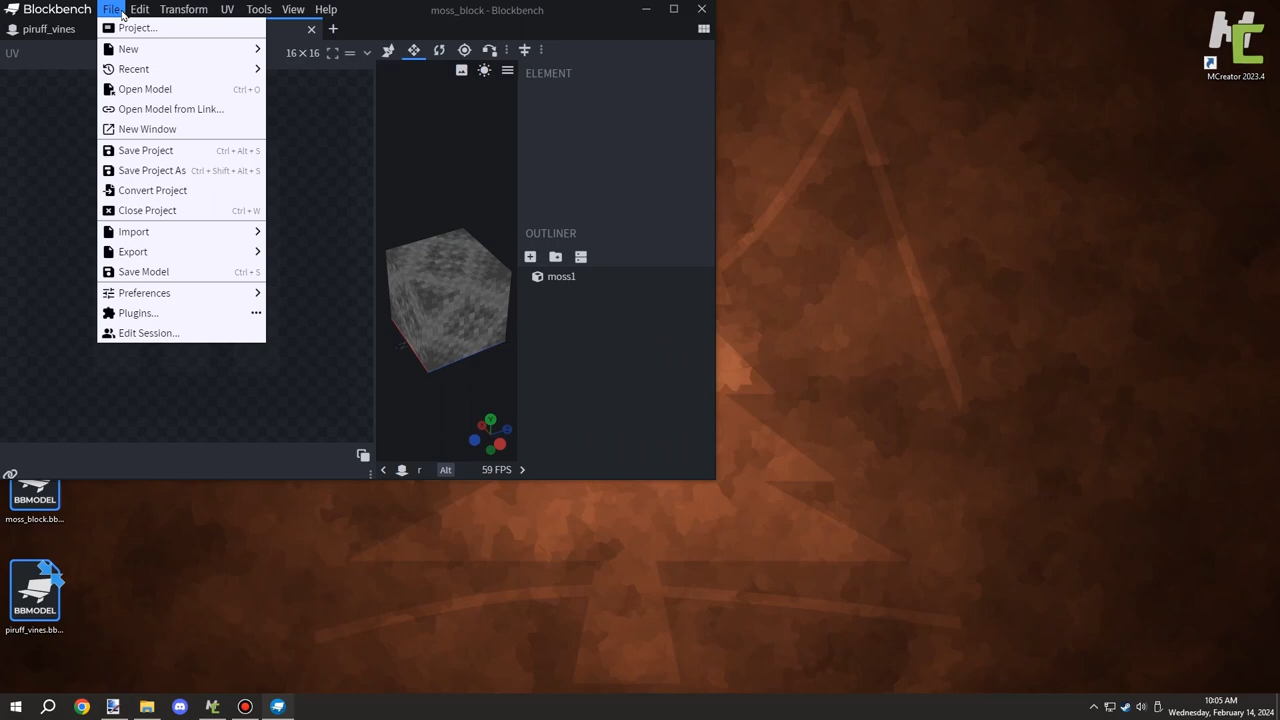 Blockbench File Edit Transform UV Tools View Help moss_block - Blockbench
piruff_vines
UV 16 × 16
Project...
New
Recent
Open Model Ctrl + O
Open Model from Link...
New Window
Save Project Ctrl + Alt + S
Save Project As Ctrl + Shift + Alt + S
Convert Project
Close Project Ctrl + W
Import
Export
Save Model Ctrl + S
Preferences
Plugins...
Edit Session...
ELEMENT
OUTLINER
moss1
Y
r Alt 59 FPS
MCreator 2023.4
BBMODEL
moss_block.bb...
BBMODEL
piruff_vines.bb...
10:05 AM
Wednesday, February 14, 2024